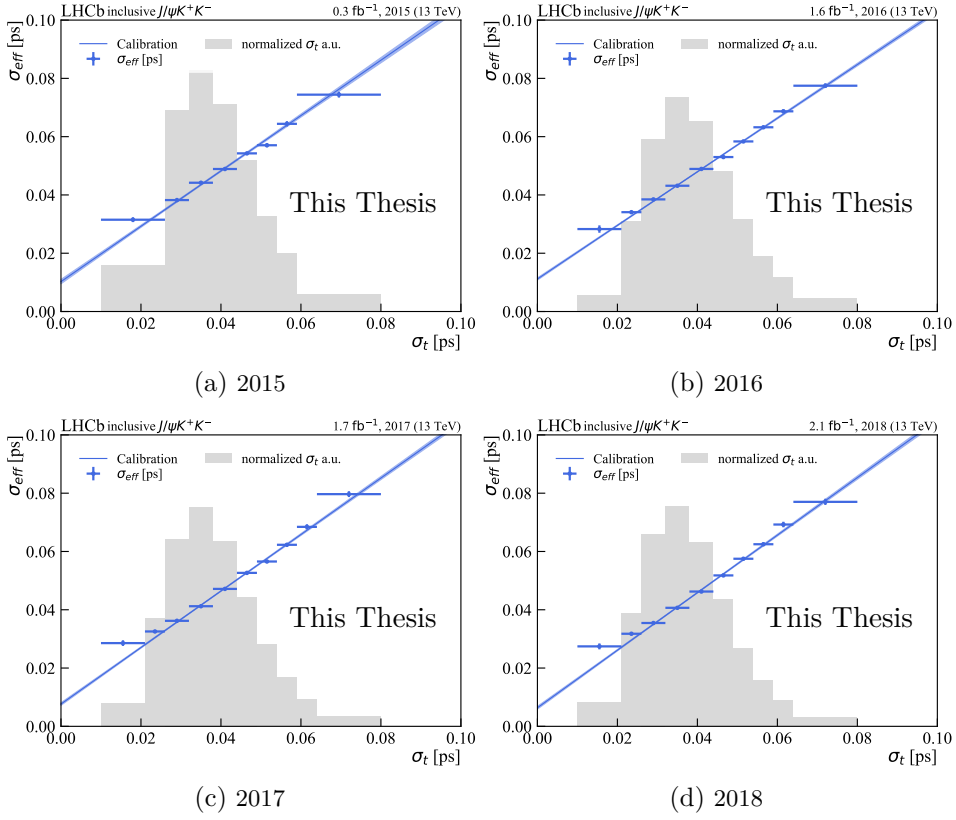 LHCb inclusive J/ψK⁺K⁻ 0.3 fb⁻¹, 2015 (13 TeV)
σ_eff [ps]
0.10
0.08
0.06
0.04
0.02
0.00
Calibration
σ_eff [ps]
normalized σ_t a.u.
This Thesis
0.00 0.02 0.04 0.06 0.08 0.10
σ_t [ps]
(a) 2015
LHCb inclusive J/ψK⁺K⁻ 1.6 fb⁻¹, 2016 (13 TeV)
σ_eff [ps]
0.10
0.08
0.06
0.04
0.02
0.00
Calibration
σ_eff [ps]
normalized σ_t a.u.
This Thesis
0.00 0.02 0.04 0.06 0.08 0.10
σ_t [ps]
(b) 2016
LHCb inclusive J/ψK⁺K⁻ 1.7 fb⁻¹, 2017 (13 TeV)
σ_eff [ps]
0.10
0.08
0.06
0.04
0.02
0.00
Calibration
σ_eff [ps]
normalized σ_t a.u.
This Thesis
0.00 0.02 0.04 0.06 0.08 0.10
σ_t [ps]
(c) 2017
LHCb inclusive J/ψK⁺K⁻ 2.1 fb⁻¹, 2018 (13 TeV)
σ_eff [ps]
0.10
0.08
0.06
0.04
0.02
0.00
Calibration
σ_eff [ps]
normalized σ_t a.u.
This Thesis
0.00 0.02 0.04 0.06 0.08 0.10
σ_t [ps]
(d) 2018